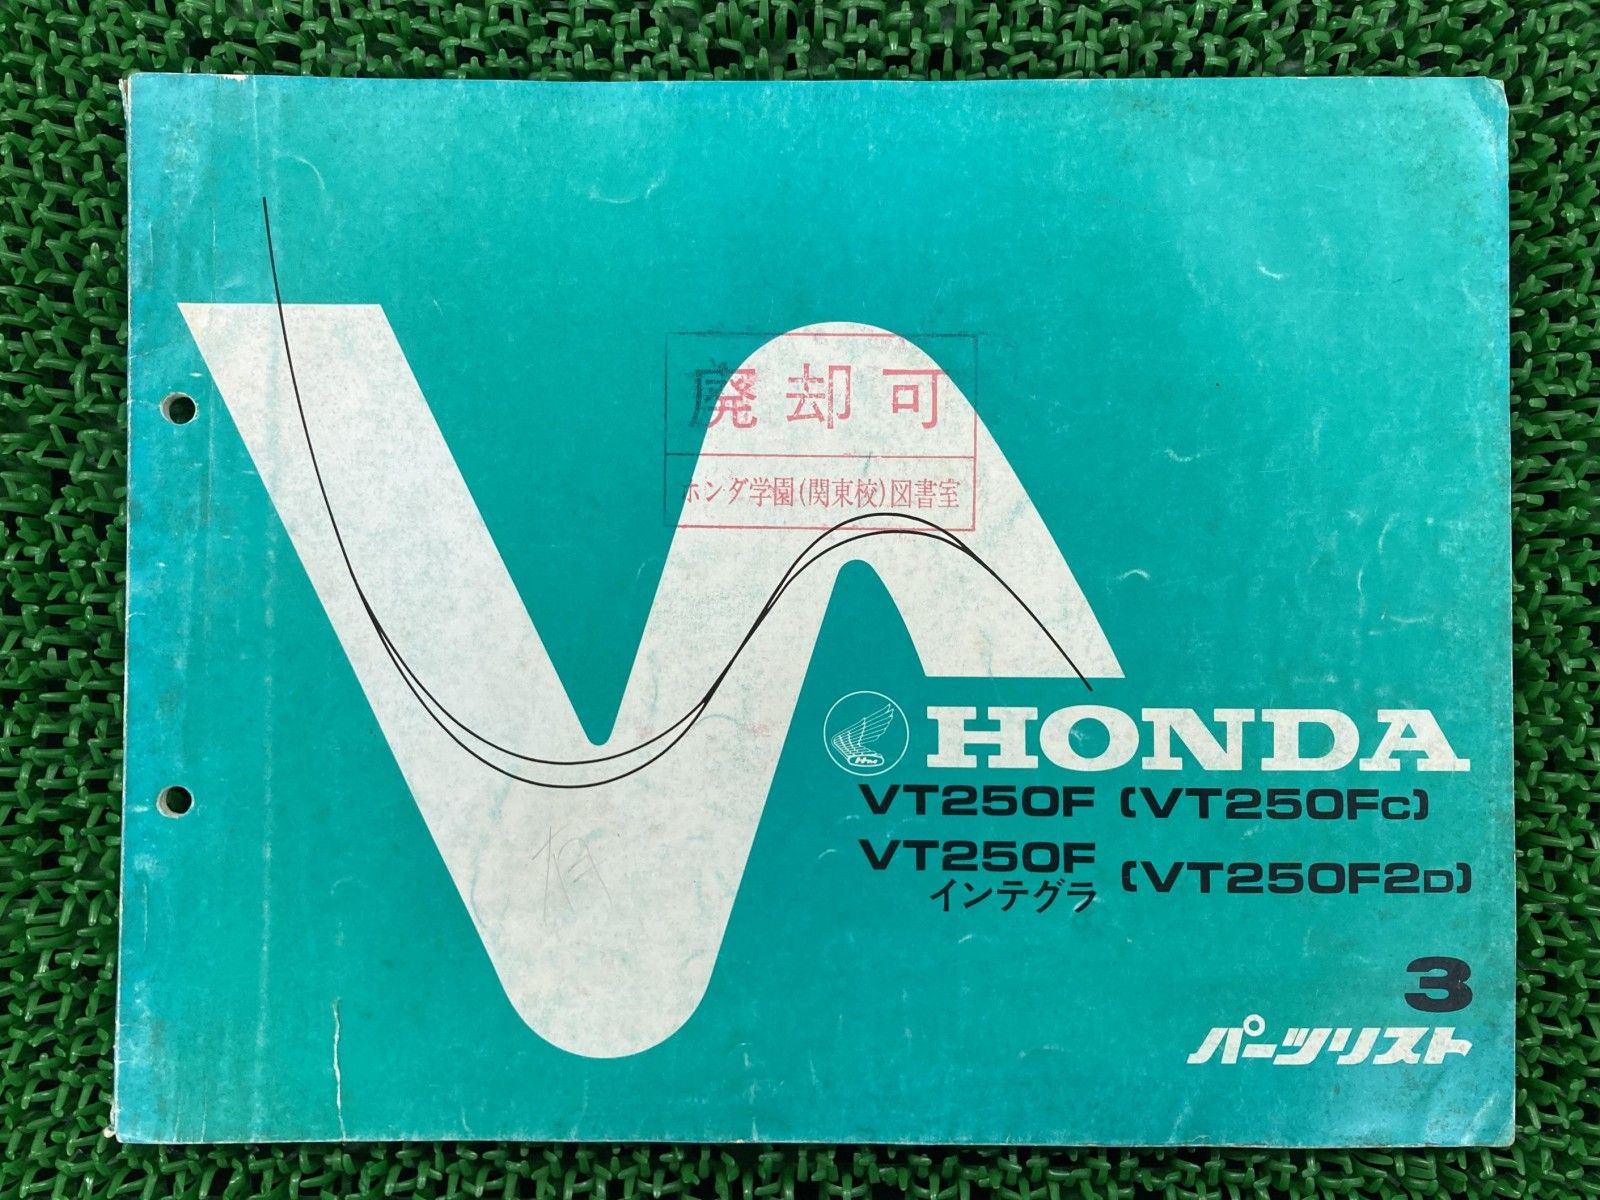 廃却可
ホンダ学園(関東校)図書室
HONDA
VT250F (VT250Fc)
VT250F (VT250F2D)
インテグラ
3
パーツリスト